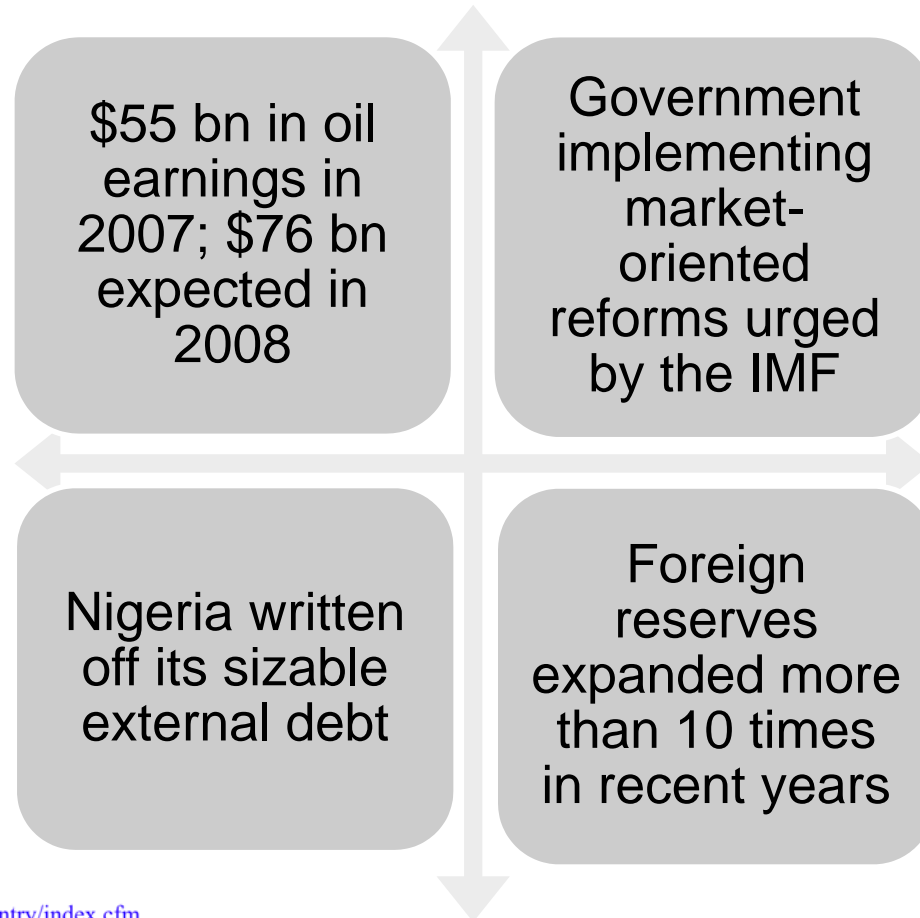 $55 bn in oil
earnings in
2007; $76 bn
expected in
2008
Government
implementing
market-
oriented
reforms urged
by the IMF
Nigeria written
off its sizable
external debt
Foreign
reserves
expanded more
than 10 times
in recent years
ntry/index.cfm